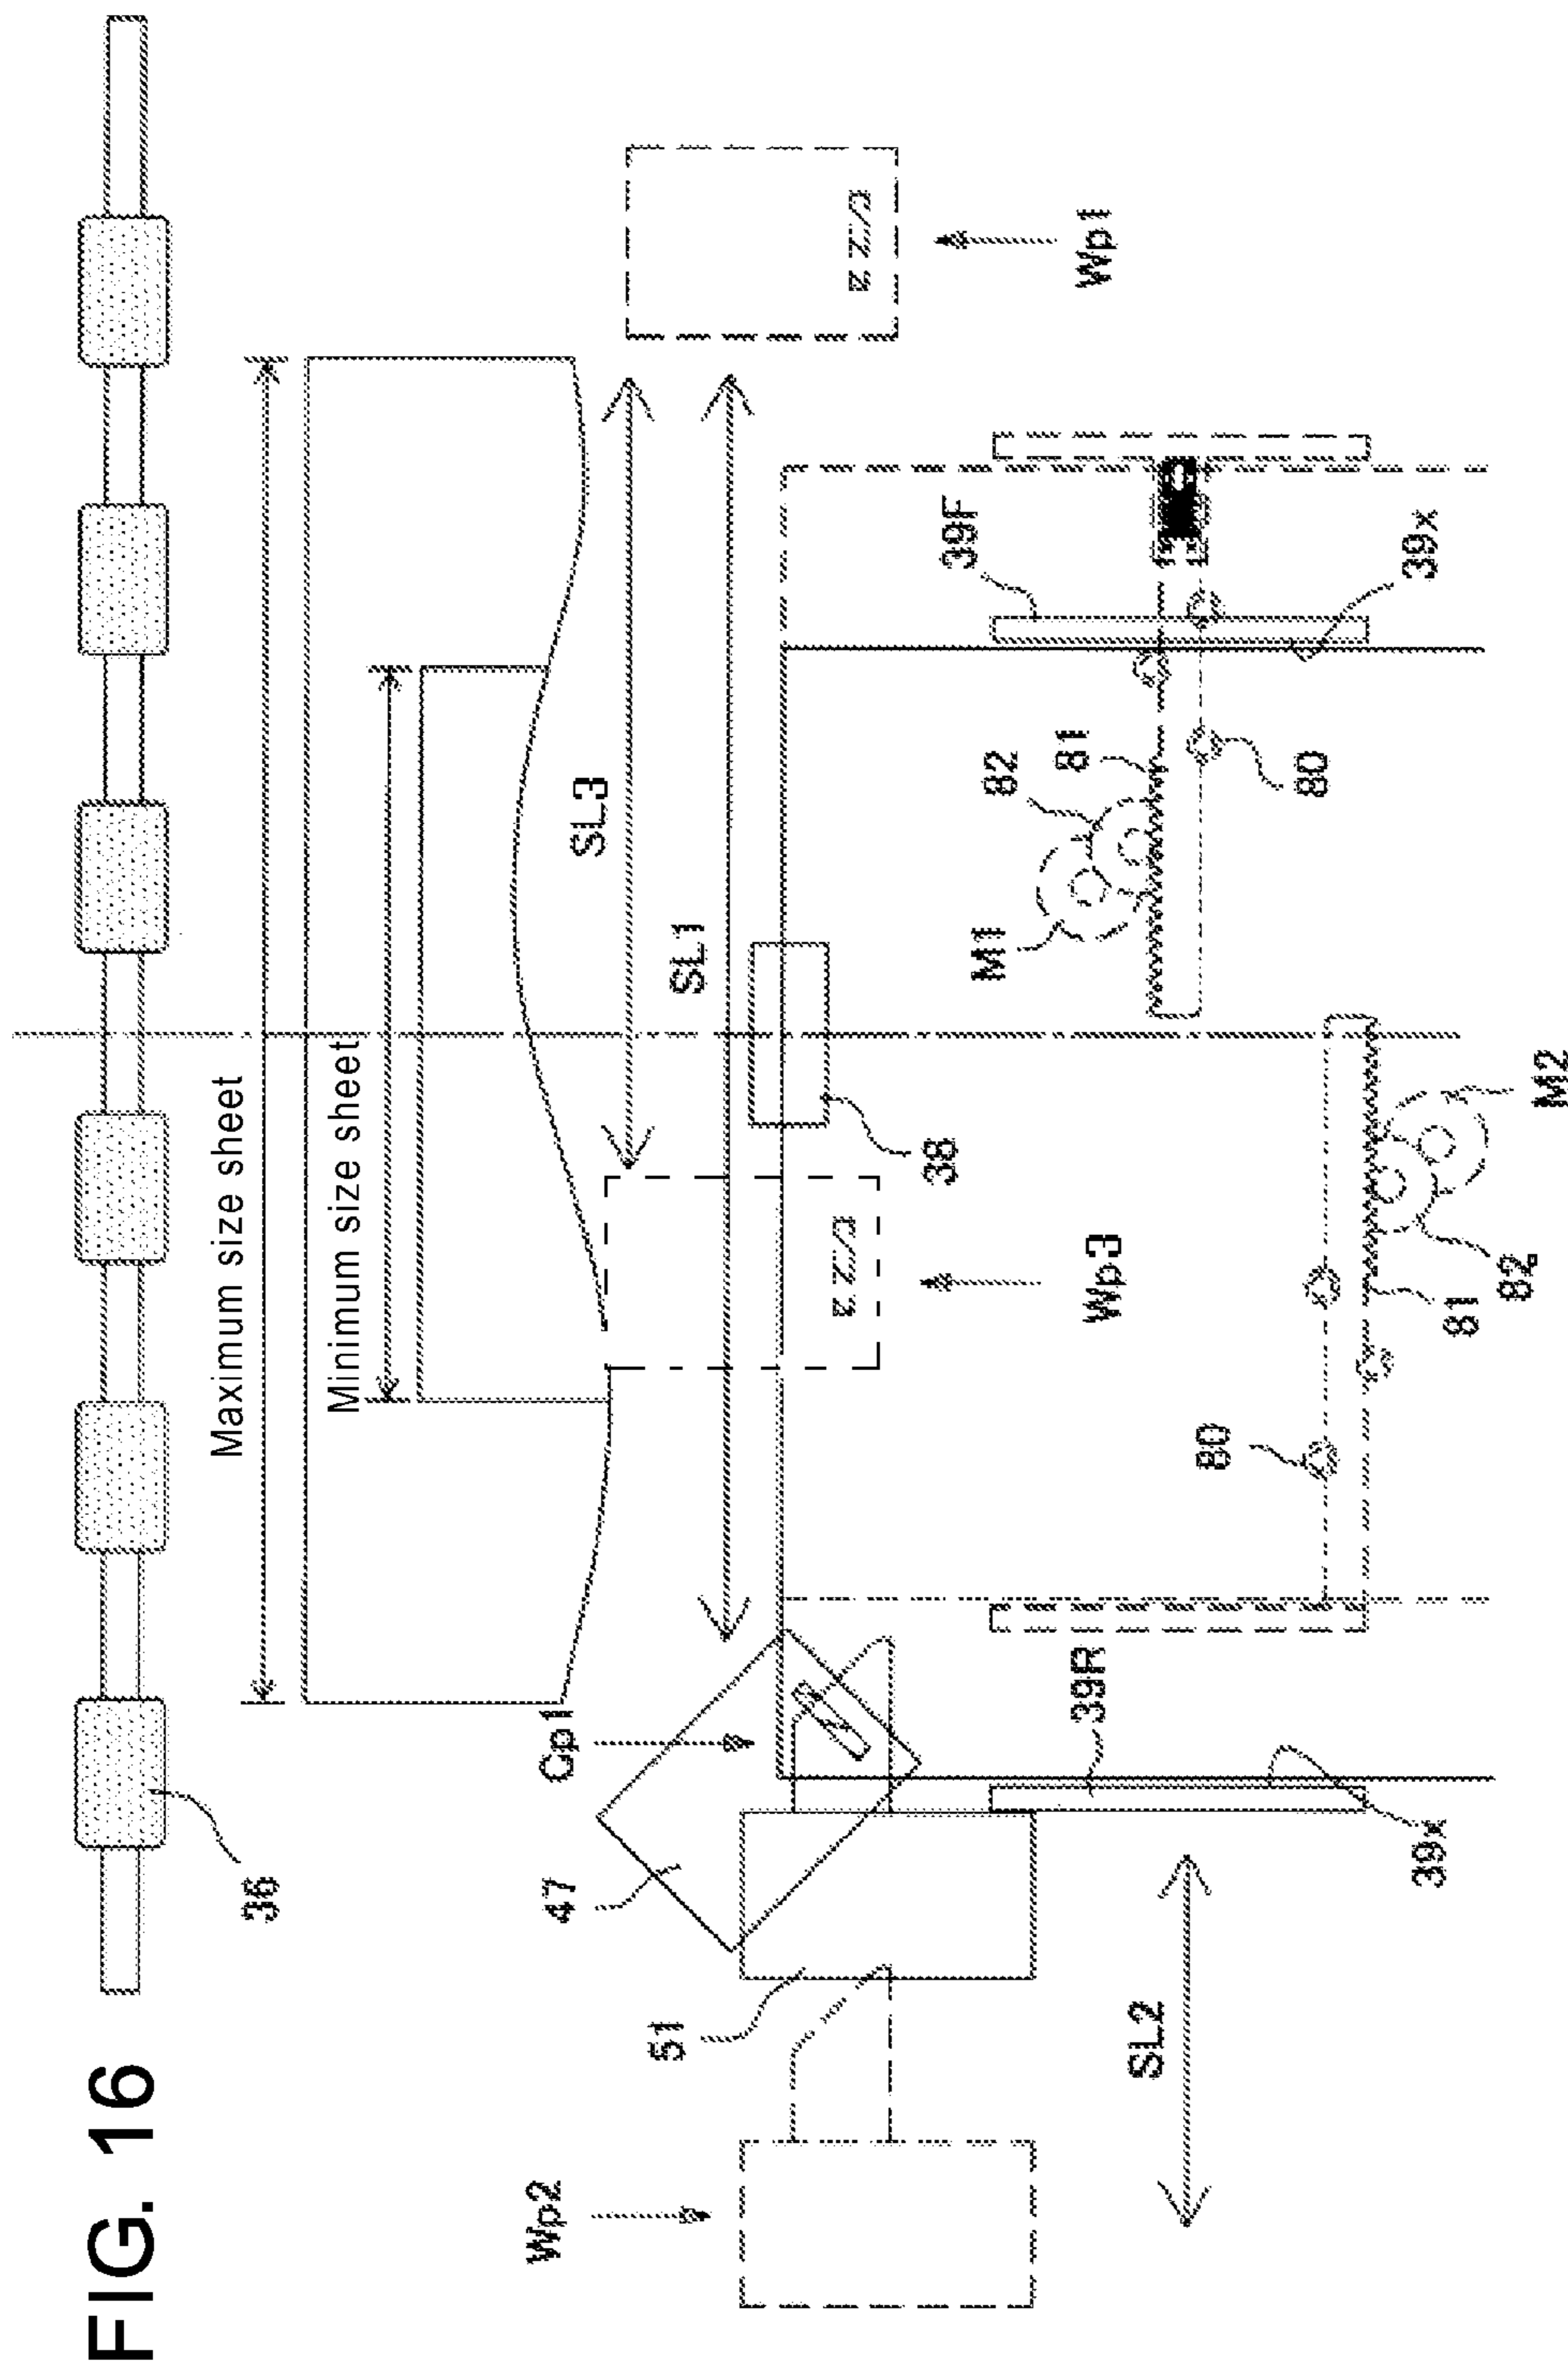 FIG. 16
36
Maximum size sheet
Minimum size sheet
SL3
SL1
Wp1
Wp2
Wp3
Cp1
47
51
38
39R
39F
39x
39x
M1
M2
82
81
80
80
81
82
SL2